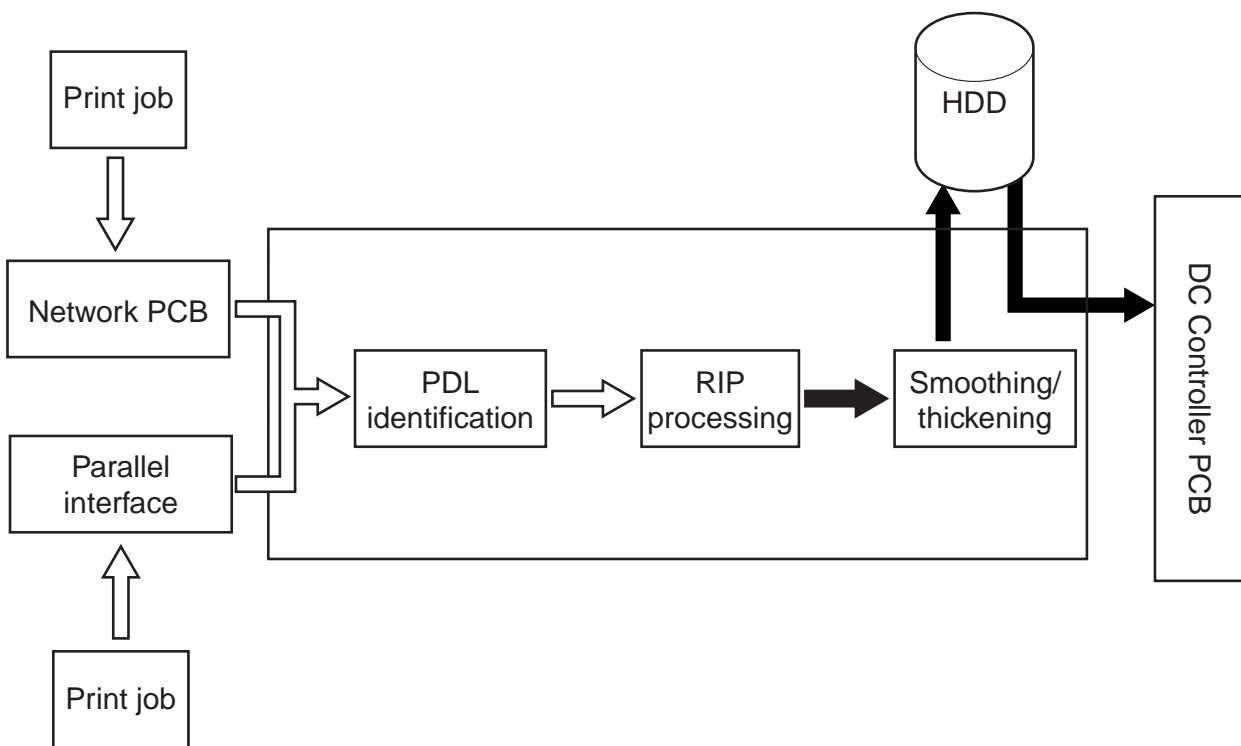 Print job
HDD
Network PCB
PDL
identification
RIP
processing
Smoothing/
thickening
DC Controller PCB
Parallel
interface
Print job